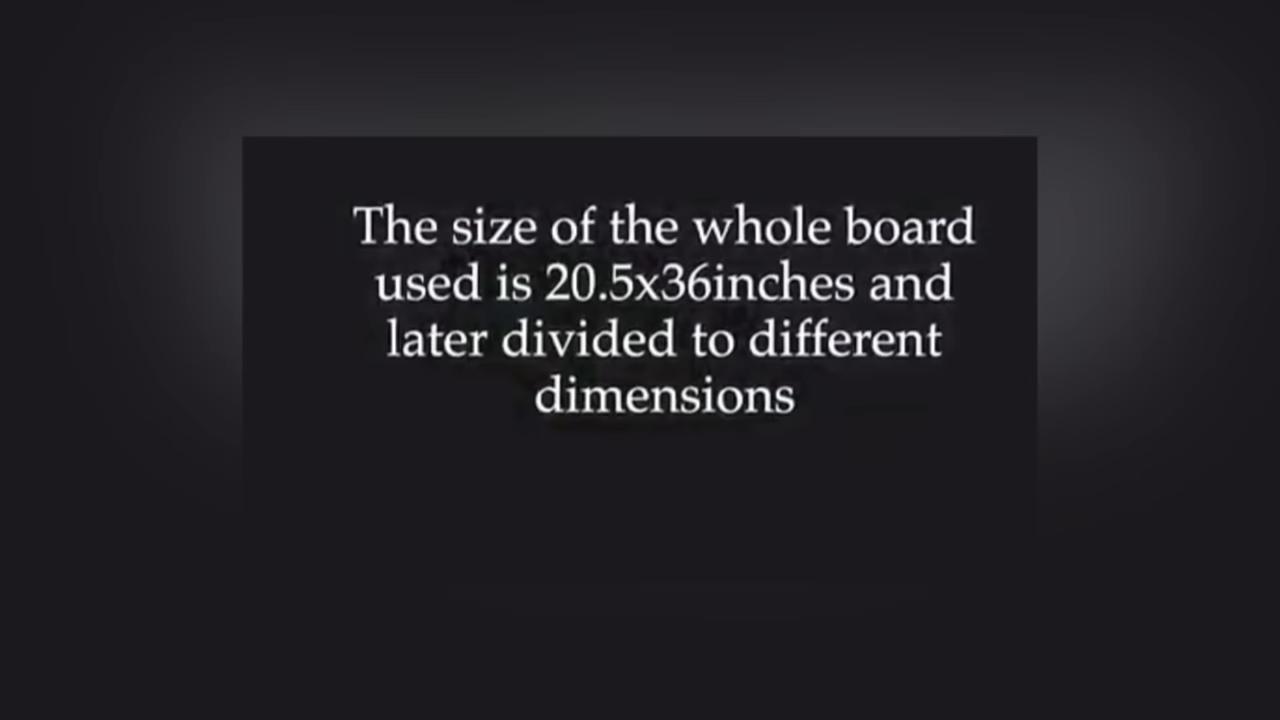 The size of the whole board
used is 20.5x36inches and
later divided to different
dimensions